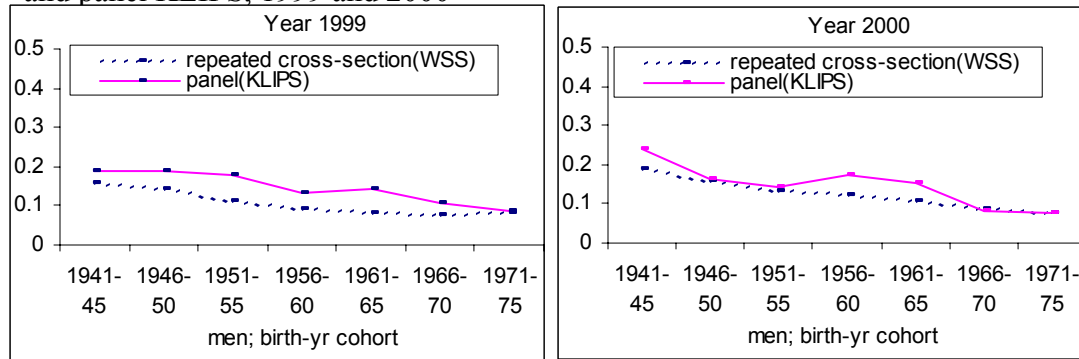 and panel KLIPS, 1999 and 2000
Year 1999
repeated cross-section(WSS)
panel(KLIPS)
0.5
0.4
0.3
0.2
0.1
0
1941-45
1946-50
1951-55
1956-60
1961-65
1966-70
1971-75
men; birth-yr cohort
Year 2000
repeated cross-section(WSS)
panel(KLIPS)
0.5
0.4
0.3
0.2
0.1
0
1941-45
1946-50
1951-55
1956-60
1961-65
1966-70
1971-75
men; birth-yr cohort